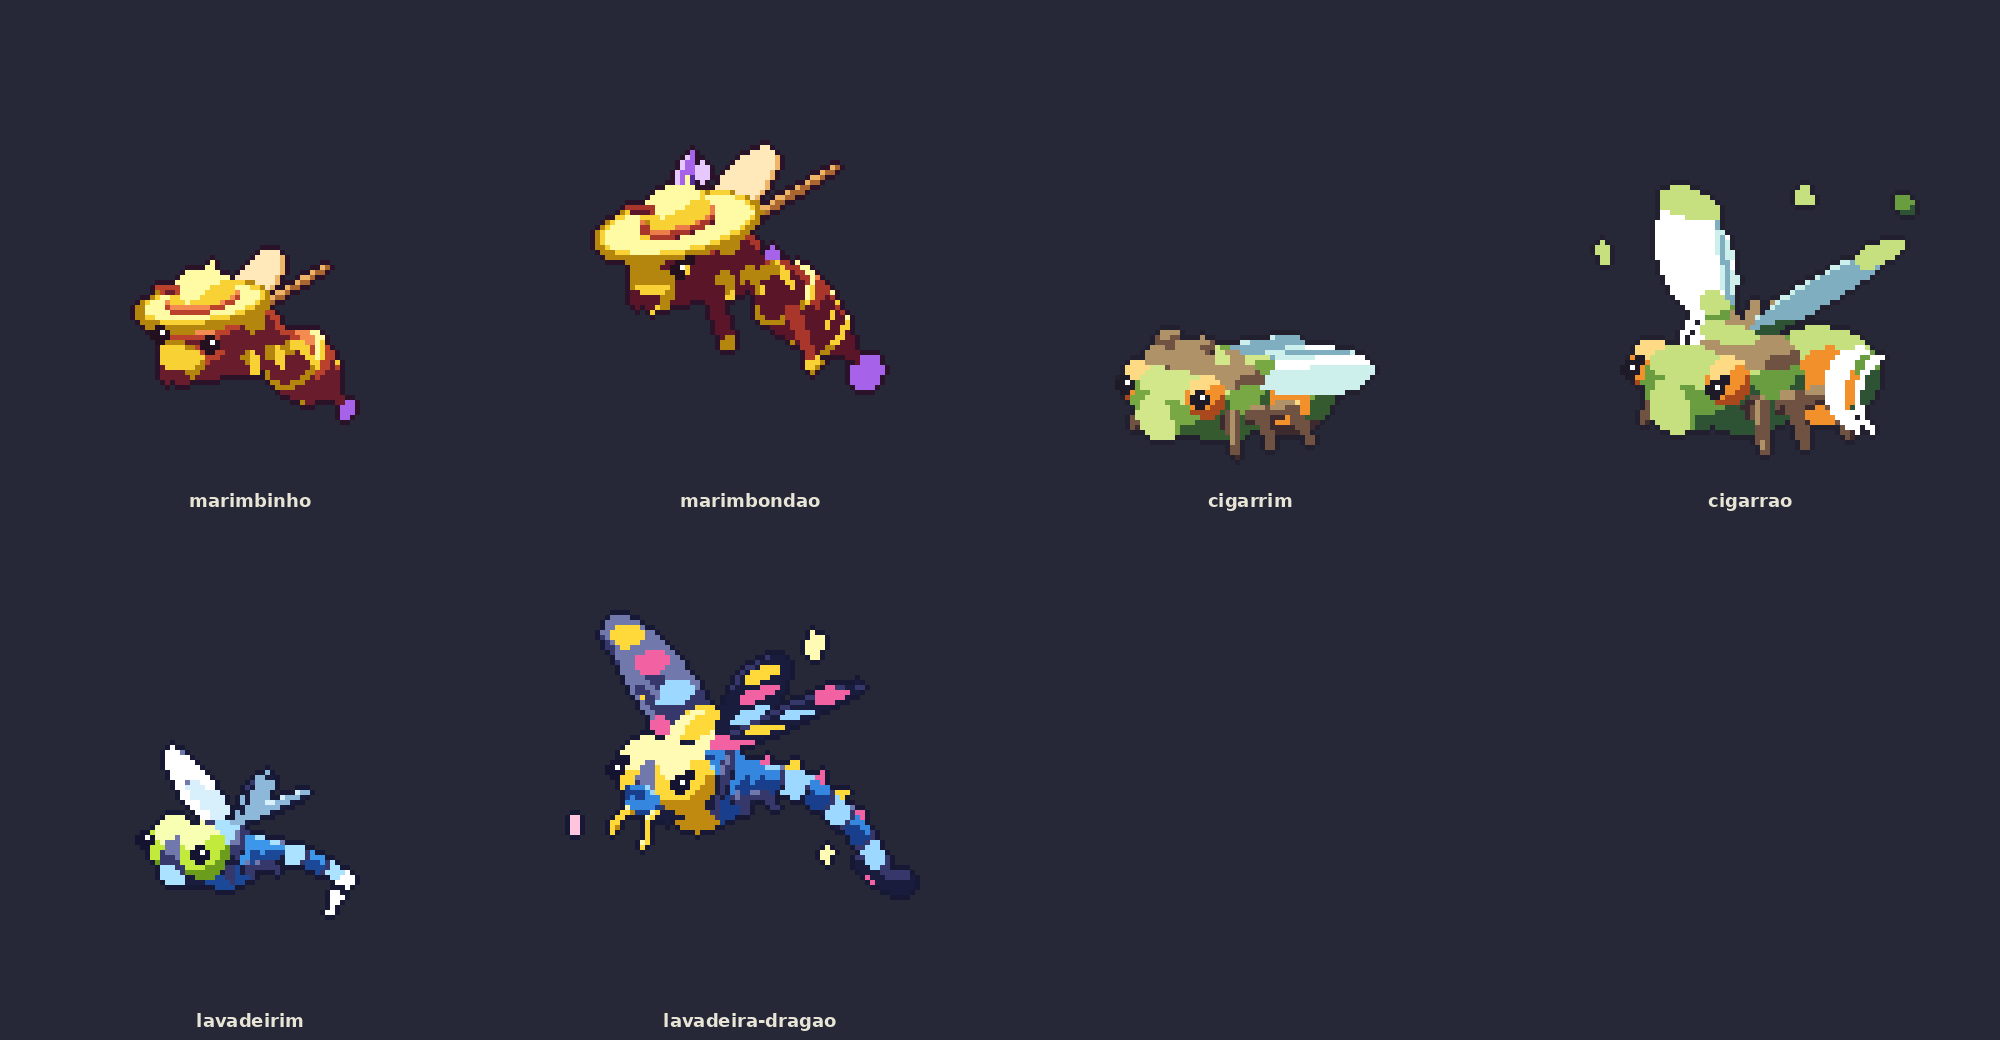 marimbinho
marimbondao
cigarrim
cigarrao
lavadeirim
lavadeira-dragao